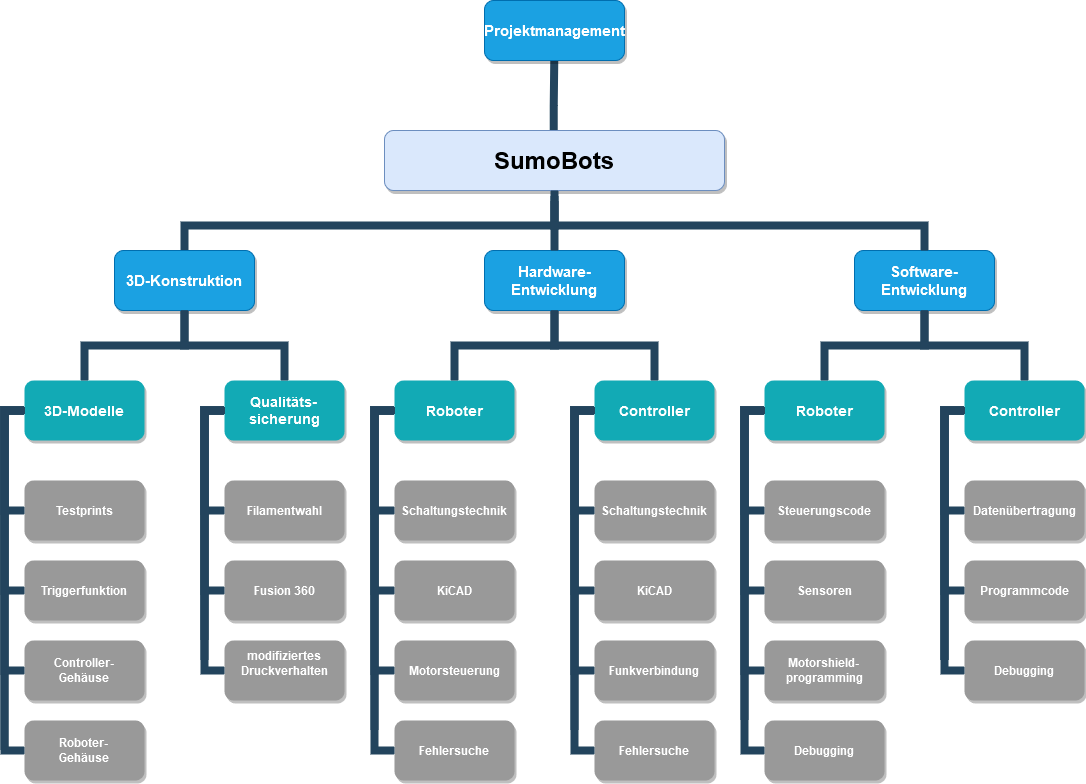 Projektmanagement
SumoBots
3D-Konstruktion
Hardware-
Entwicklung
Software-
Entwicklung
3D-Modelle
Qualitäts-
sicherung
Roboter
Controller
Roboter
Controller
Testprints
Filamentwahl
Schaltungstechnik
Schaltungstechnik
Steuerungscode
Datenübertragung
Triggerfunktion
Fusion 360
KiCAD
KiCAD
Sensoren
Programmcode
Controller-
Gehäuse
modifiziertes
Druckverhalten
Motorsteuerung
Funkverbindung
Motorshield-
programming
Debugging
Roboter-
Gehäuse
Fehlersuche
Fehlersuche
Debugging